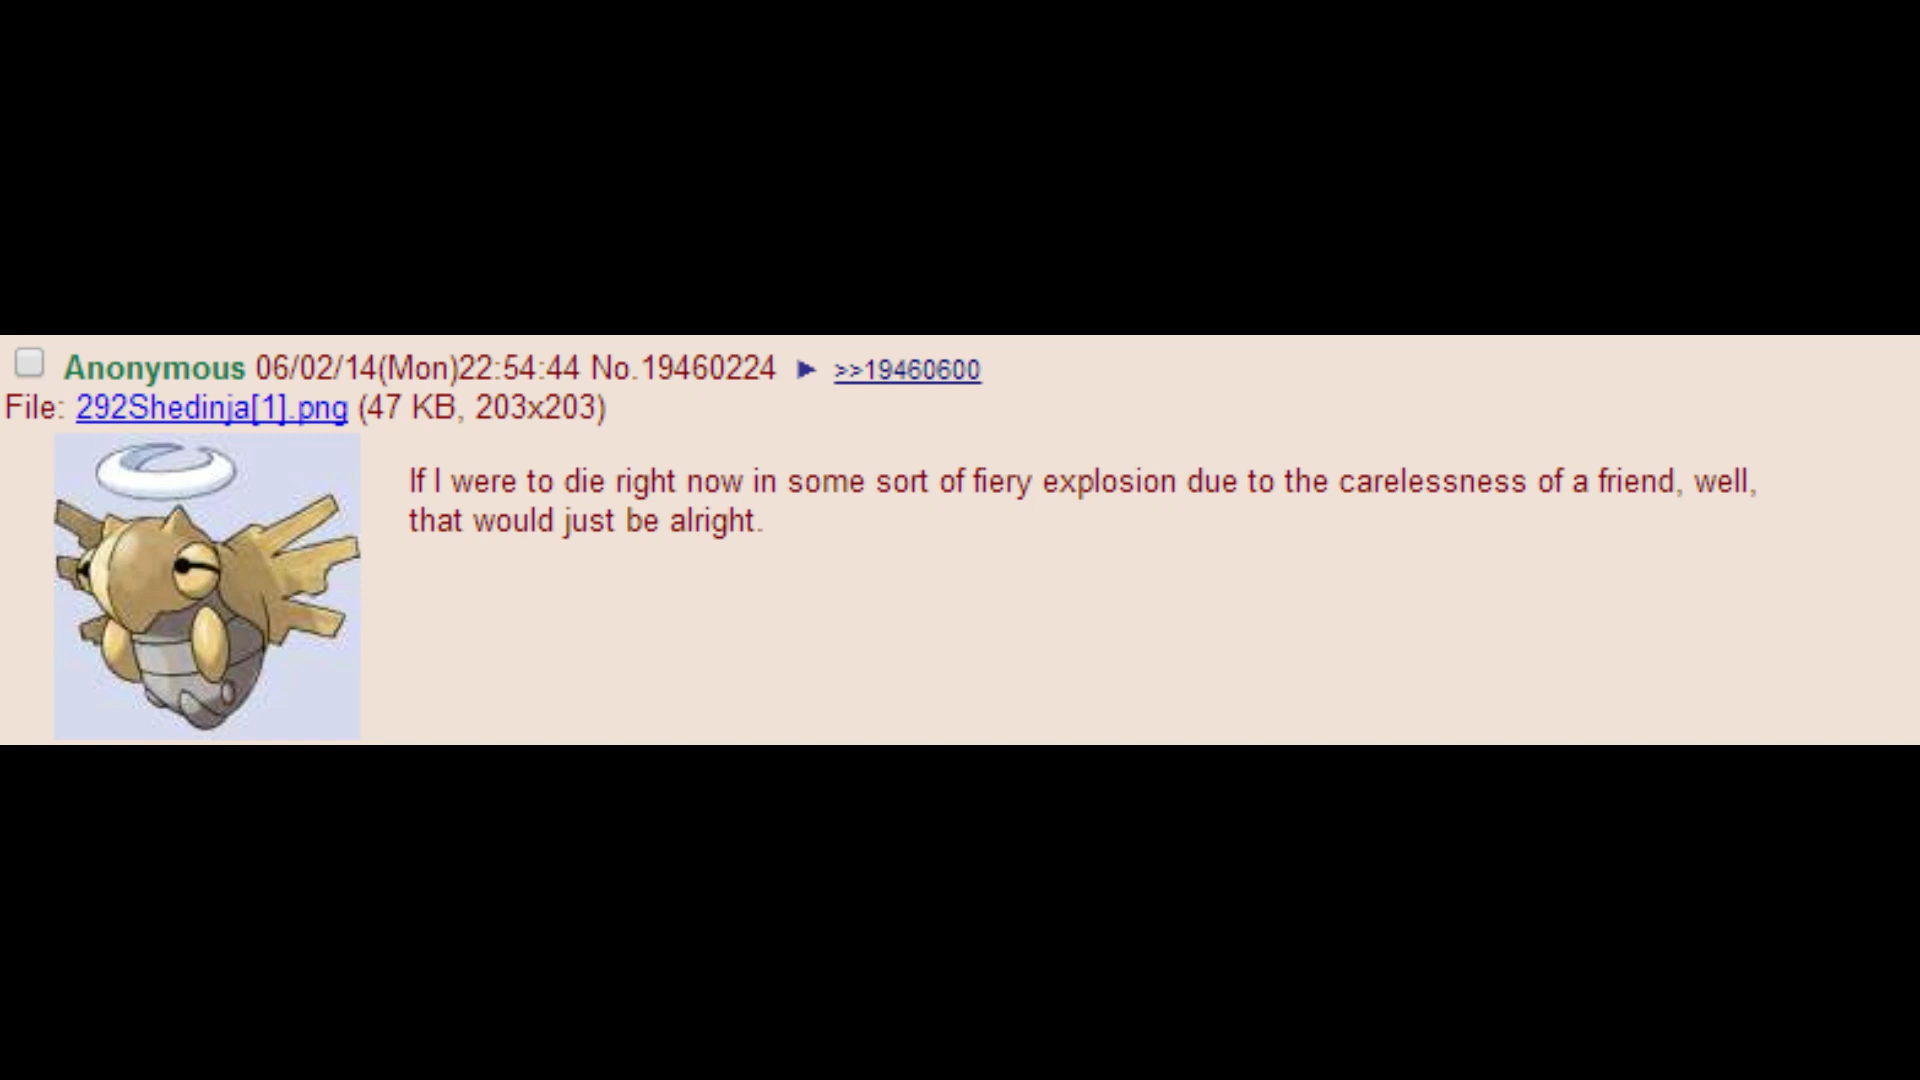 Anonymous 06/02/14(Mon)22:54:44 No.19460224 ▶ >>19460600
File: 292Shedinja[1].png (47 KB, 203x203)
If I were to die right now in some sort of fiery explosion due to the carelessness of a friend, well,
that would just be alright.